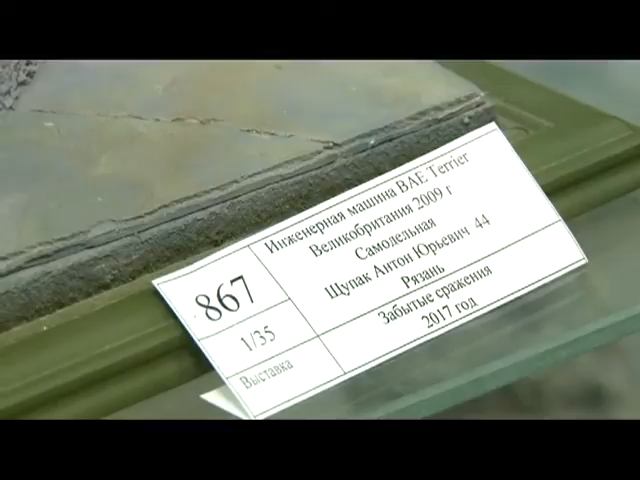 867
1/35
Выставка
Инженерная машина BAE Terrier
Великобритания 2009 г
Самодельная
Щупак Антон Юрьевич 44
Рязань
Забытые сражения
2017 год